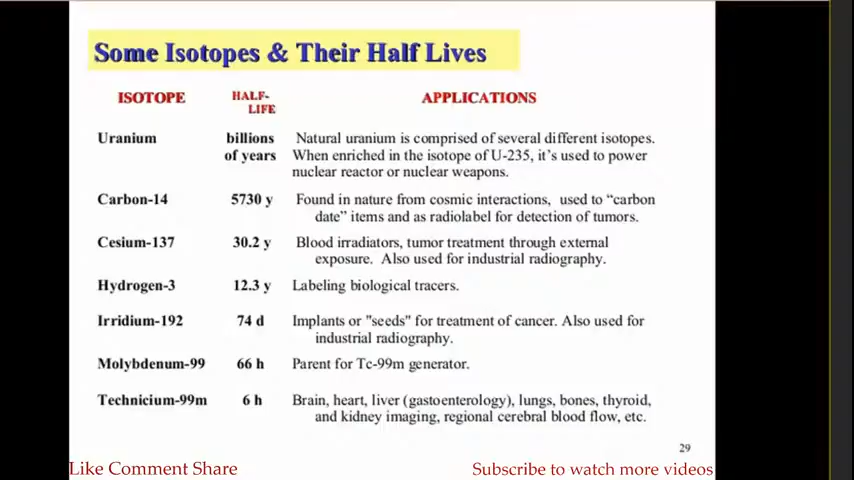 Some Isotopes & Their Half Lives
ISOTOPE HALF-LIFE APPLICATIONS
Uranium billions of years Natural uranium is comprised of several different isotopes.
When enriched in the isotope of U-235, it's used to power
nuclear reactor or nuclear weapons.
Carbon-14 5730 y Found in nature from cosmic interactions, used to "carbon
date" items and as radiolabel for detection of tumors.
Cesium-137 30.2 y Blood irradiators, tumor treatment through external
exposure. Also used for industrial radiography.
Hydrogen-3 12.3 y Labeling biological tracers.
Irridium-192 74 d Implants or "seeds" for treatment of cancer. Also used for
industrial radiography.
Molybdenum-99 66 h Parent for Tc-99m generator.
Technicium-99m 6 h Brain, heart, liver (gastoenterology), lungs, bones, thyroid,
and kidney imaging, regional cerebral blood flow, etc.
29
Like Comment Share
Subscribe to watch more videos